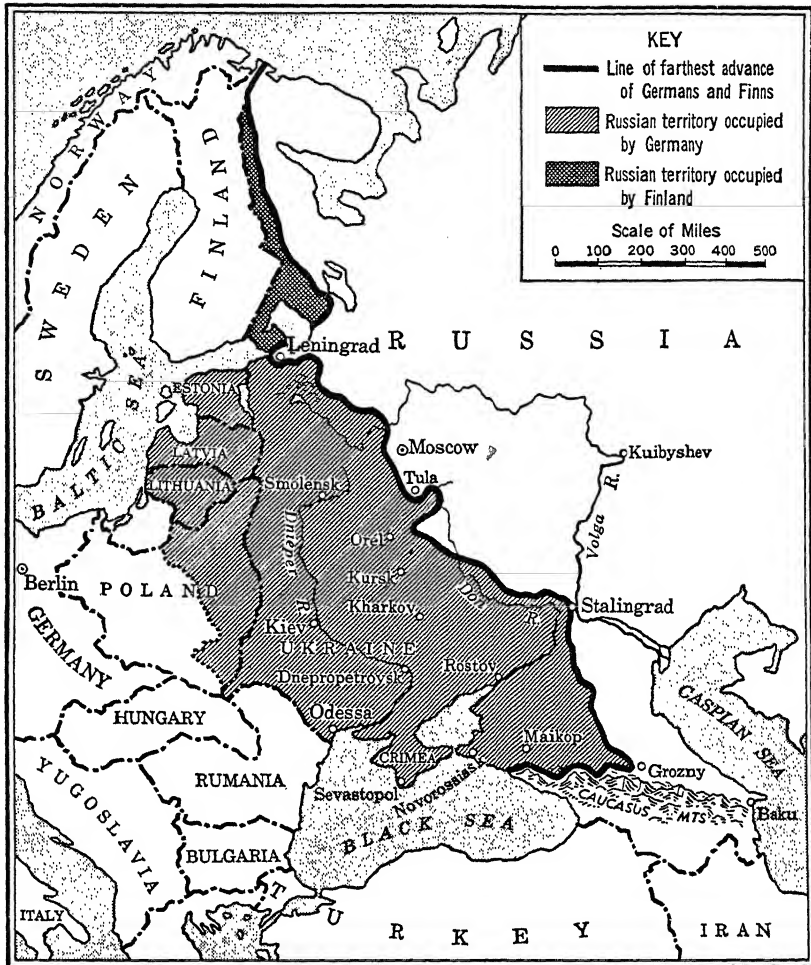 KEY
Line of farthest advance
of Germans and Finns
Russian territory occupied
by Germany
Russian territory occupied
by Finland
Scale of Miles
0 100 200 300 400 500
NORWAY
SWEDEN
FINLAND
RUSSIA
Leningrad
BALTIC SEA
ESTONIA
LATVIA
LITHUANIA
Moscow
Tula
Kuibyshev
Volga R.
Smolensk
Dnieper R.
Orel
Kursk
Kharkov
Don R.
Stalingrad
Berlin
GERMANY
POLAND
Kiev
UKRAINE
Dnepropetrovsk
Rostov
HUNGARY
Odessa
CRIMEA
Maikop
Grozny
CASPIAN SEA
YUGOSLAVIA
RUMANIA
Sevastopol
Novorossisk
CAUCASUS MTS
Baku
BLACK SEA
BULGARIA
ITALY
TURKEY
IRAN